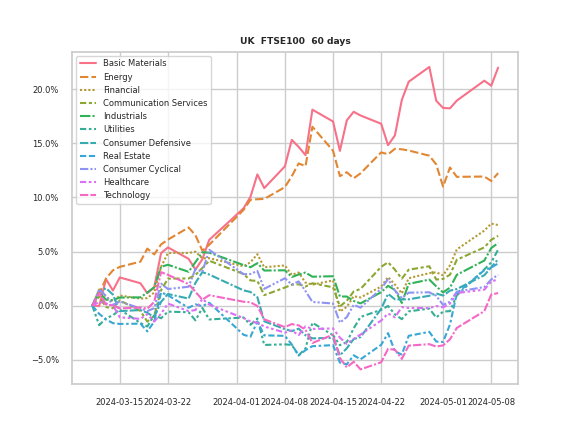 UK  FTSE100  60 days
Basic Materials
Energy
Financial
Communication Services
Industrials
Utilities
Consumer Defensive
Real Estate
Consumer Cyclical
Healthcare
Technology
20.0%
15.0%
10.0%
5.0%
0.0%
−5.0%
2024-03-15 2024-03-22 2024-04-01 2024-04-08 2024-04-15 2024-04-22 2024-05-01 2024-05-08